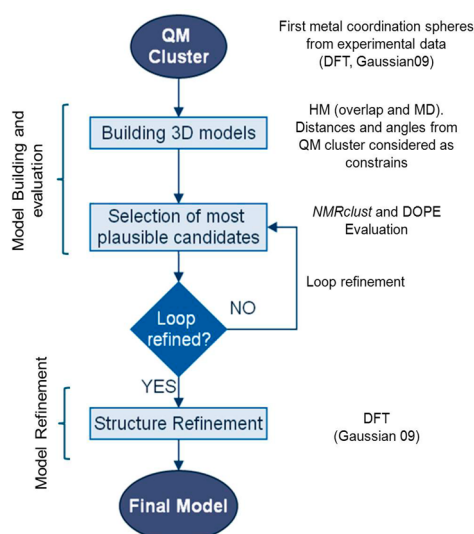 QM
Cluster
First metal coordination spheres
from experimental data
(DFT, Gaussian09)
Model Building and
evaluation
Building 3D models
HM (overlap and MD).
Distances and angles from
QM cluster considered as
constrains
Selection of most
plausible candidates
NMRclust and DOPE
Evaluation
Loop refinement
Loop
refined?
NO
YES
Model Refinement
Structure Refinement
DFT
(Gaussian 09)
Final Model